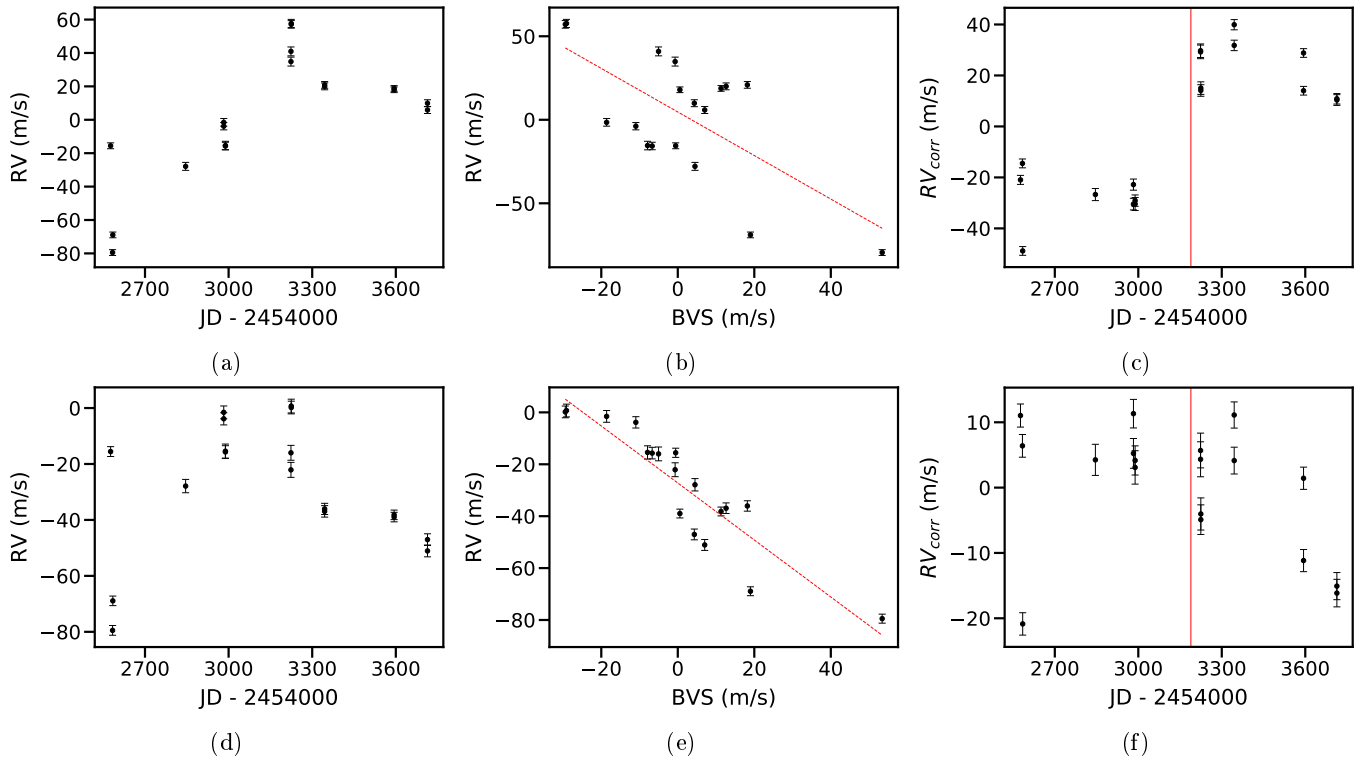 60
40
20
0
−20
−40
−60
−80
RV (m/s)
2700 3000 3300 3600
JD - 2454000
(a)
50
0
−50
RV (m/s)
−20 0 20 40
BVS (m/s)
(b)
40
20
0
−20
−40
RV_corr (m/s)
2700 3000 3300 3600
JD - 2454000
(c)
0
−20
−40
−60
−80
RV (m/s)
2700 3000 3300 3600
JD - 2454000
(d)
0
−20
−40
−60
−80
RV (m/s)
−20 0 20 40
BVS (m/s)
(e)
10
0
−10
−20
RV_corr (m/s)
2700 3000 3300 3600
JD - 2454000
(f)